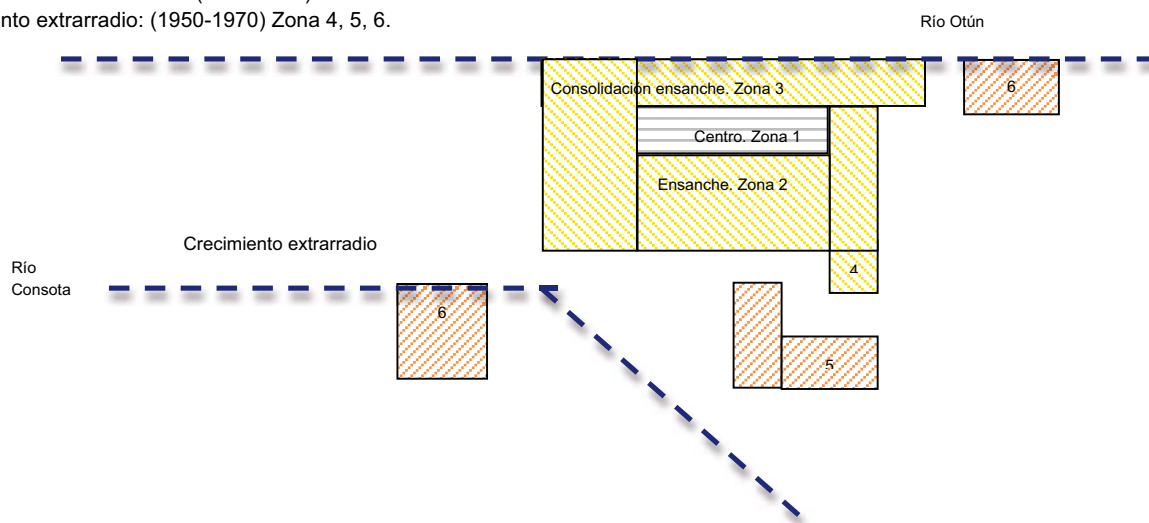 nto extrarradio: (1950-1970) Zona 4, 5, 6.
Río Otún
Consolidación ensanche. Zona 3
6
Centro. Zona 1
Ensanche. Zona 2
Crecimiento extrarradio
4
Río
Consota
6
5